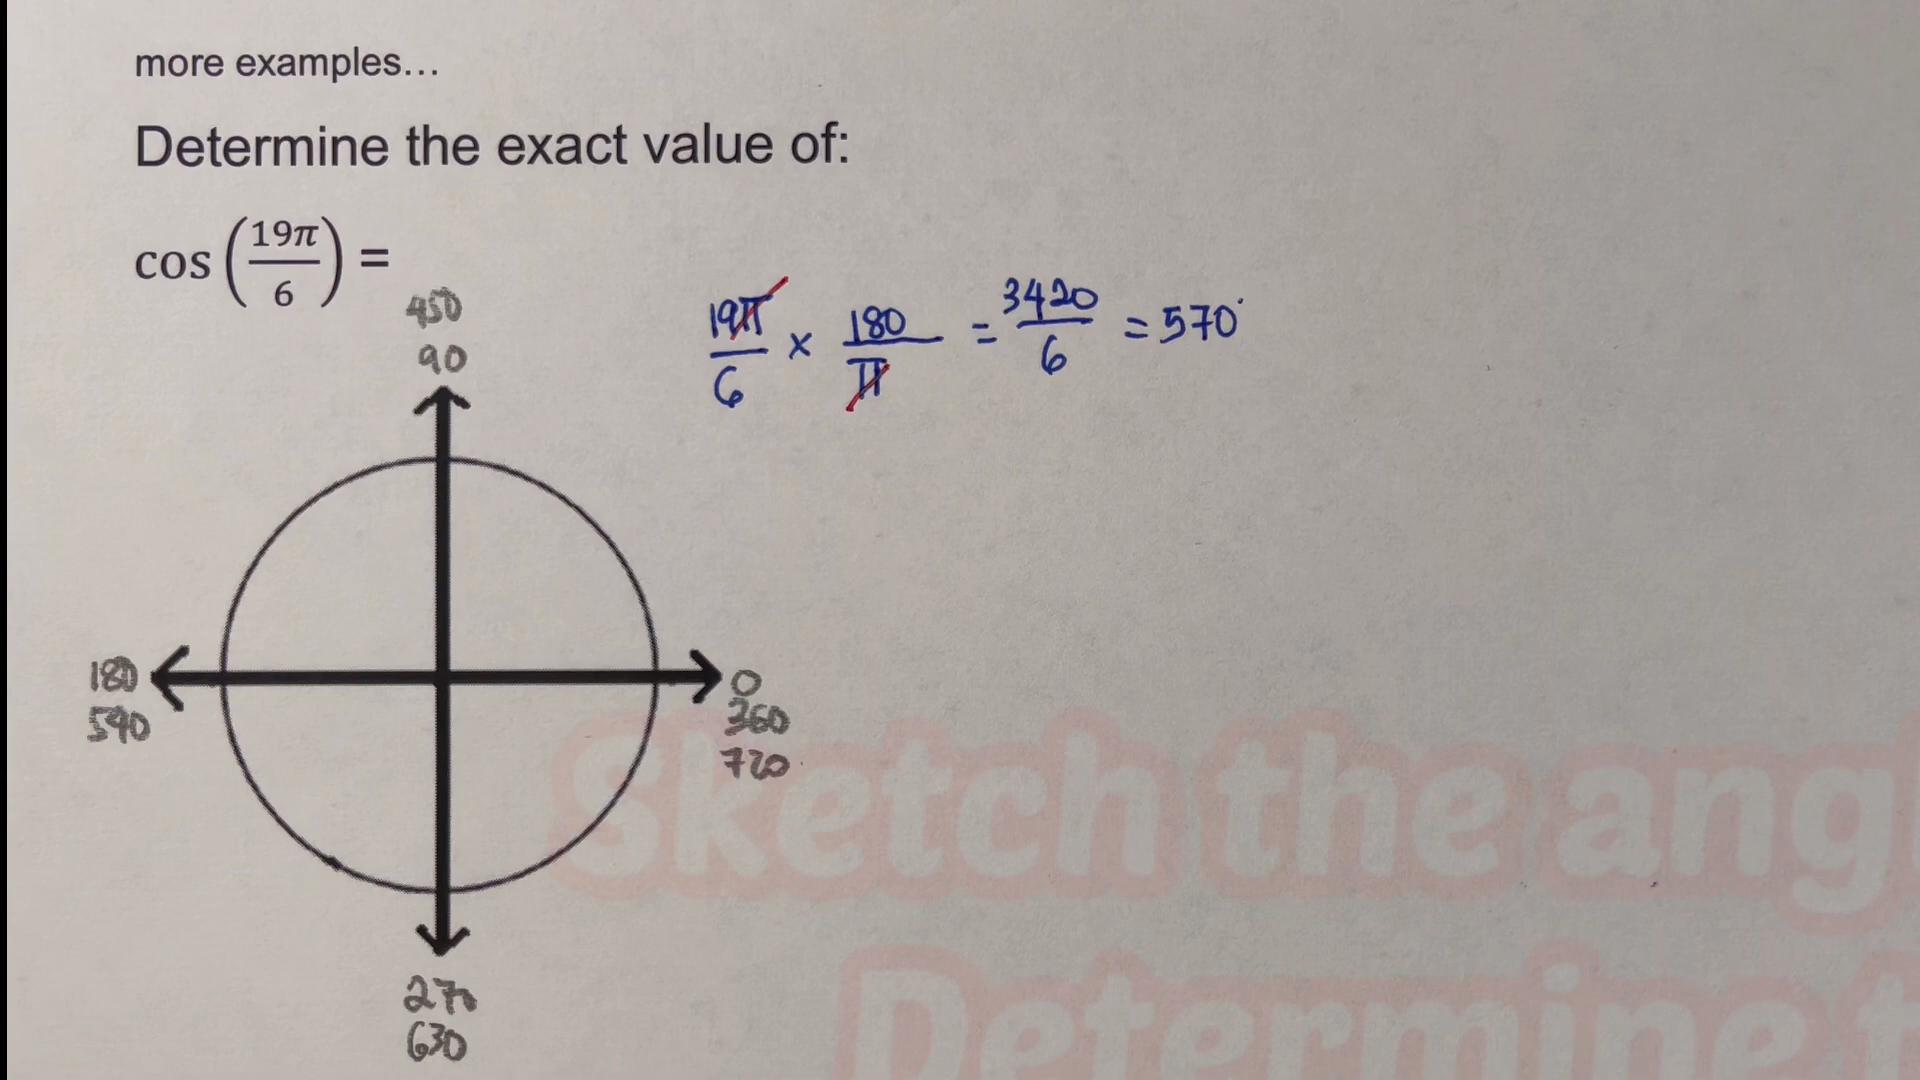 more examples...
Determine the exact value of:
cos (19π/6) =
450
90
19π/6 × 180/π = 3420/6 = 570°
180
540
0
360
720
270
630
Sketch the ang
Determine t